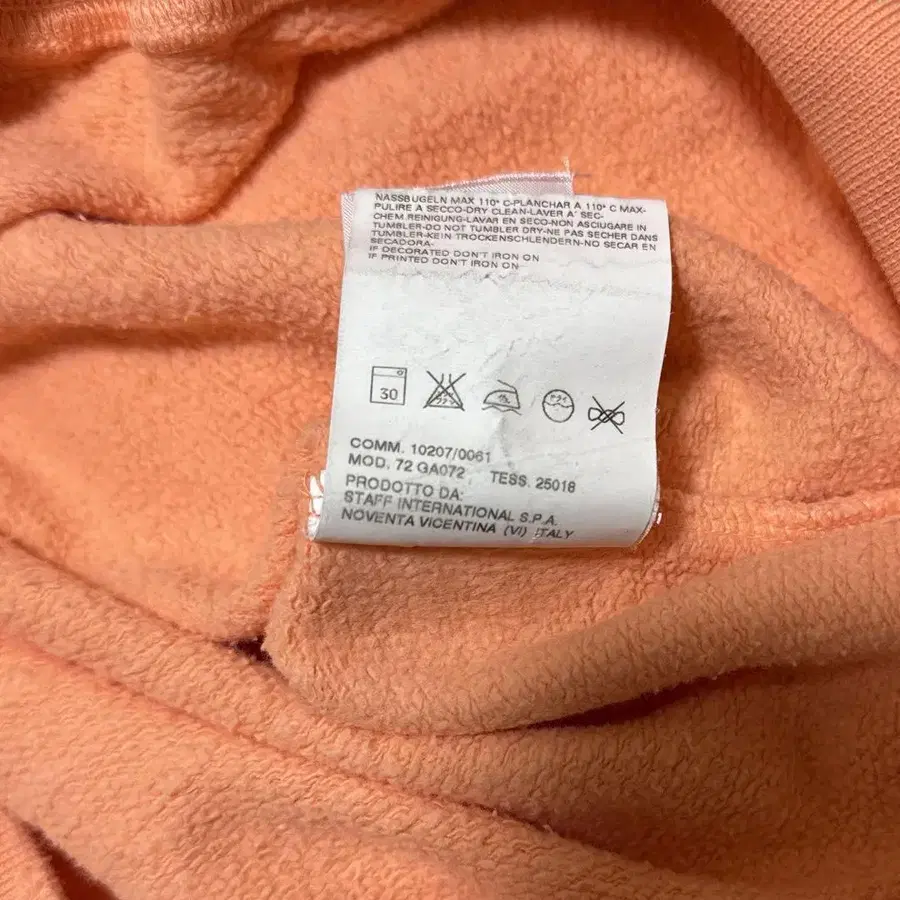 NASSBUGELN MAX 110° C-PLANCHAR A 110° C MAX-
PULIRE A SECCO-DRY CLEAN-LAVER A' SEC-
CHEM.REINIGUNG-LAVAR EN SECO-NON ASCIUGARE IN
TUMBLER-DO NOT TUMBLER DRY-NE PAS SECHER DANS
TUMBLER-KEIN TROCKENSCHLENDERN-NO SECAR EN
SECADORA-
IF DECORATED DON'T IRON ON
IF PRINTED DON'T IRON ON
30
COMM. 10207/0061
MOD. 72 GA072 TESS. 25018
PRODOTTO DA:
STAFF INTERNATIONAL S.P.A.
NOVENTA VICENTINA (VI) ITALY